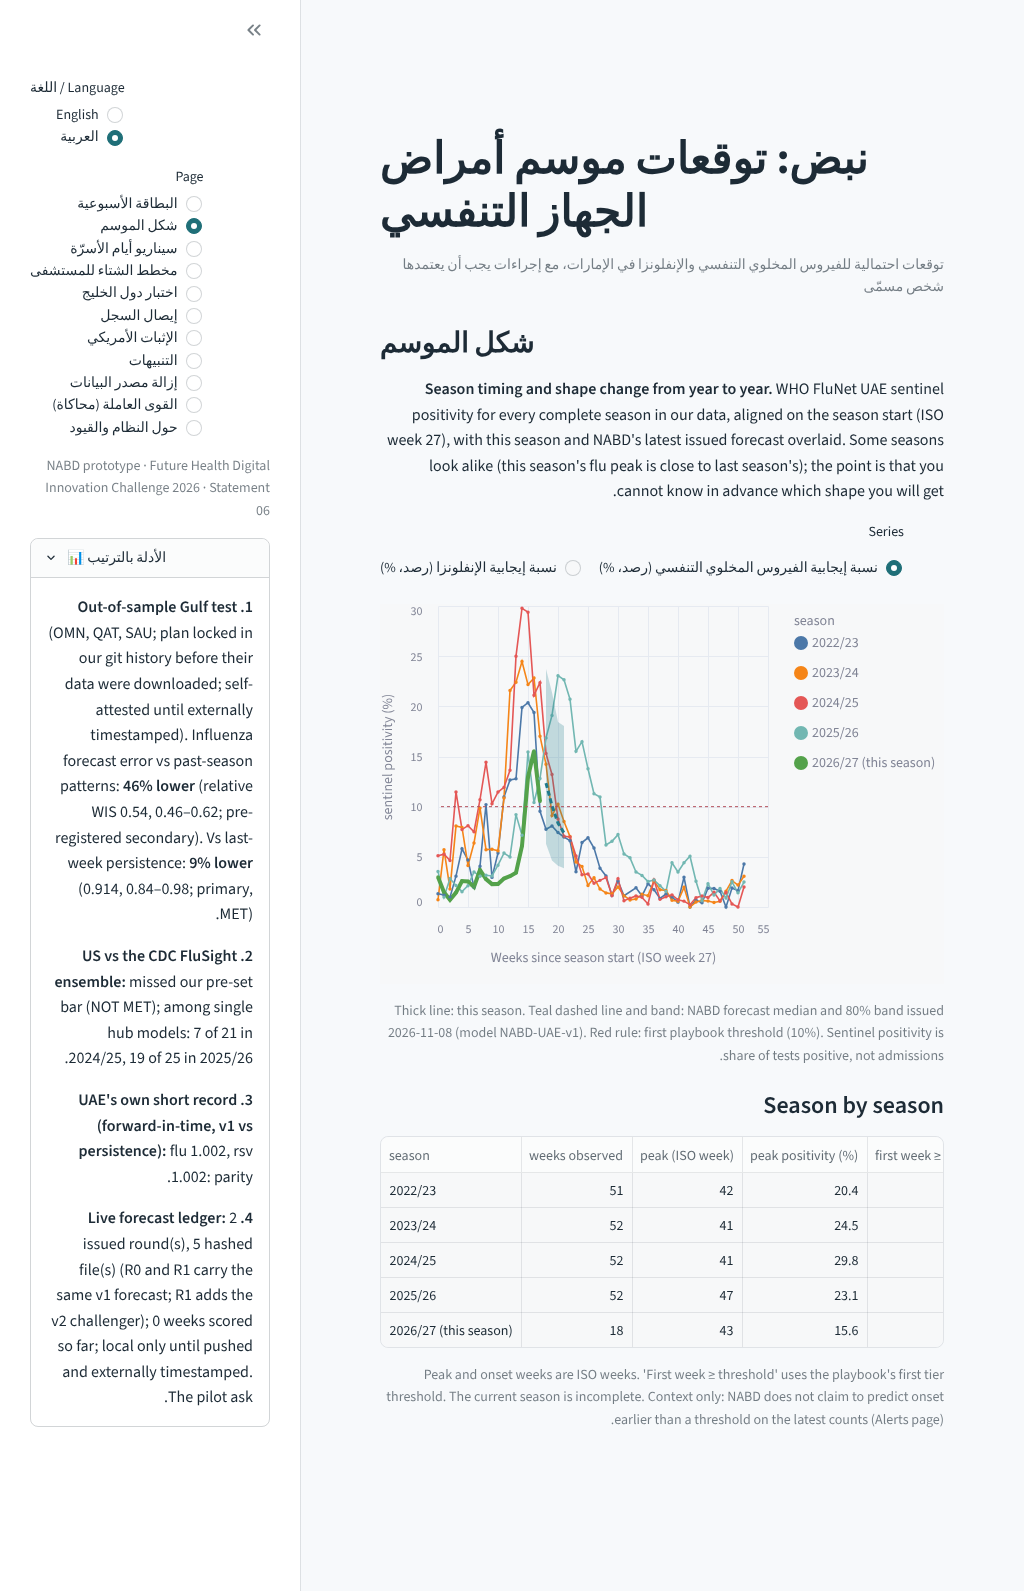 اللغة / Language
English
العربية
Page
البطاقة الأسبوعية
شكل الموسم
سيناريو أيام الأسرّة
مخطط الشتاء للمستشفى
اختبار دول الخليج
إيصال السجل
الإثبات الأمريكي
التنبيهات
إزالة مصدر البيانات
القوى العاملة (محاكاة)
حول النظام والقيود
NABD prototype · Future Health Digital
Innovation Challenge 2026 · Statement
06
📊 الأدلة بالترتيب
1. Out-of-sample Gulf test
(OMN, QAT, SAU; plan locked in
our git history before their
data were downloaded; self-
attested until externally
timestamped). Influenza
forecast error vs past-season
patterns: 46% lower (relative
WIS 0.54, 0.46–0.62; pre-
registered secondary). Vs last-
week persistence: 9% lower
(0.914, 0.84–0.98; primary,
MET).
2. US vs the CDC FluSight
ensemble: missed our pre-set
bar (NOT MET); among single
hub models: 7 of 21 in
2024/25, 19 of 25 in 2025/26.
3. UAE's own short record
(forward-in-time, v1 vs
persistence): flu 1.002, rsv
1.002: parity.
4. Live forecast ledger: 2
issued round(s), 5 hashed
file(s) (R0 and R1 carry the
same v1 forecast; R1 adds the
v2 challenger); 0 weeks scored
so far; local only until pushed
and externally timestamped.
The pilot ask.
نبض: توقعات موسم أمراض
الجهاز التنفسي
توقعات احتمالية للفيروس المخلوي التنفسي والإنفلونزا في الإمارات، مع إجراءات يجب أن يعتمدها
شخص مسمّى
شكل الموسم
Season timing and shape change from year to year. WHO FluNet UAE sentinel
positivity for every complete season in our data, aligned on the season start (ISO
week 27), with this season and NABD's latest issued forecast overlaid. Some seasons
look alike (this season's flu peak is close to last season's); the point is that you
cannot know in advance which shape you will get.
Series
نسبة إيجابية الفيروس المخلوي التنفسي (رصد، %)
نسبة إيجابية الإنفلونزا (رصد، %)
sentinel positivity (%)
30
25
20
15
10
5
0
0 5 10 15 20 25 30 35 40 45 50 55
Weeks since season start (ISO week 27)
season
2022/23
2023/24
2024/25
2025/26
2026/27 (this season)
Thick line: this season. Teal dashed line and band: NABD forecast median and 80% band issued
2026-11-08 (model NABD-UAE-v1). Red rule: first playbook threshold (10%). Sentinel positivity is
share of tests positive, not admissions.
Season by season
season weeks observed peak (ISO week) peak positivity (%) first week ≥
2022/23 51 42 20.4
2023/24 52 41 24.5
2024/25 52 41 29.8
2025/26 52 47 23.1
2026/27 (this season) 18 43 15.6
Peak and onset weeks are ISO weeks. 'First week ≥ threshold' uses the playbook's first tier
threshold. The current season is incomplete. Context only: NABD does not claim to predict onset
earlier than a threshold on the latest counts (Alerts page).